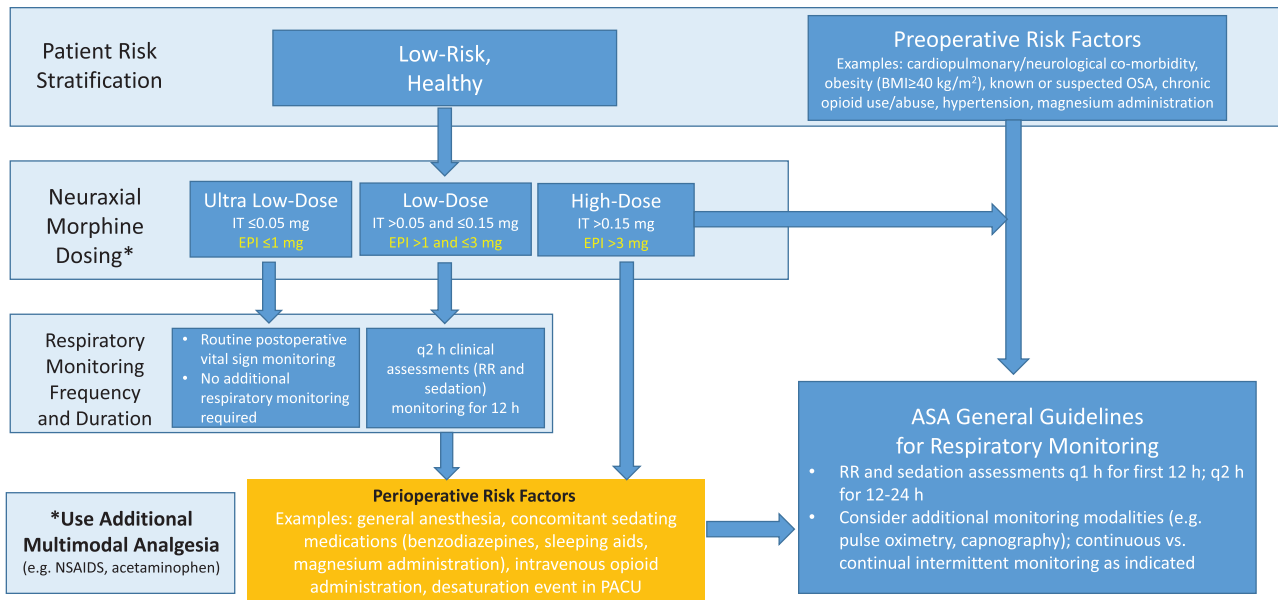 Patient Risk
Stratification
Low-Risk,
Healthy
Preoperative Risk Factors
Examples: cardiopulmonary/neurological co-morbidity,
obesity (BMI≥40 kg/m²), known or suspected OSA, chronic
opioid use/abuse, hypertension, magnesium administration
Neuraxial
Morphine
Dosing*
Ultra Low-Dose
IT ≤0.05 mg
EPI ≤1 mg
Low-Dose
IT >0.05 and ≤0.15 mg
EPI >1 and ≤3 mg
High-Dose
IT >0.15 mg
EPI >3 mg
Respiratory
Monitoring
Frequency
and Duration
• Routine postoperative
vital sign monitoring
• No additional
respiratory monitoring
required
q2 h clinical
assessments (RR and
sedation)
monitoring for 12 h
ASA General Guidelines
for Respiratory Monitoring
• RR and sedation assessments q1 h for first 12 h; q2 h
for 12-24 h
• Consider additional monitoring modalities (e.g.
pulse oximetry, capnography); continuous vs.
continual intermittent monitoring as indicated
*Use Additional
Multimodal Analgesia
(e.g. NSAIDS, acetaminophen)
Perioperative Risk Factors
Examples: general anesthesia, concomitant sedating
medications (benzodiazepines, sleeping aids,
magnesium administration), intravenous opioid
administration, desaturation event in PACU